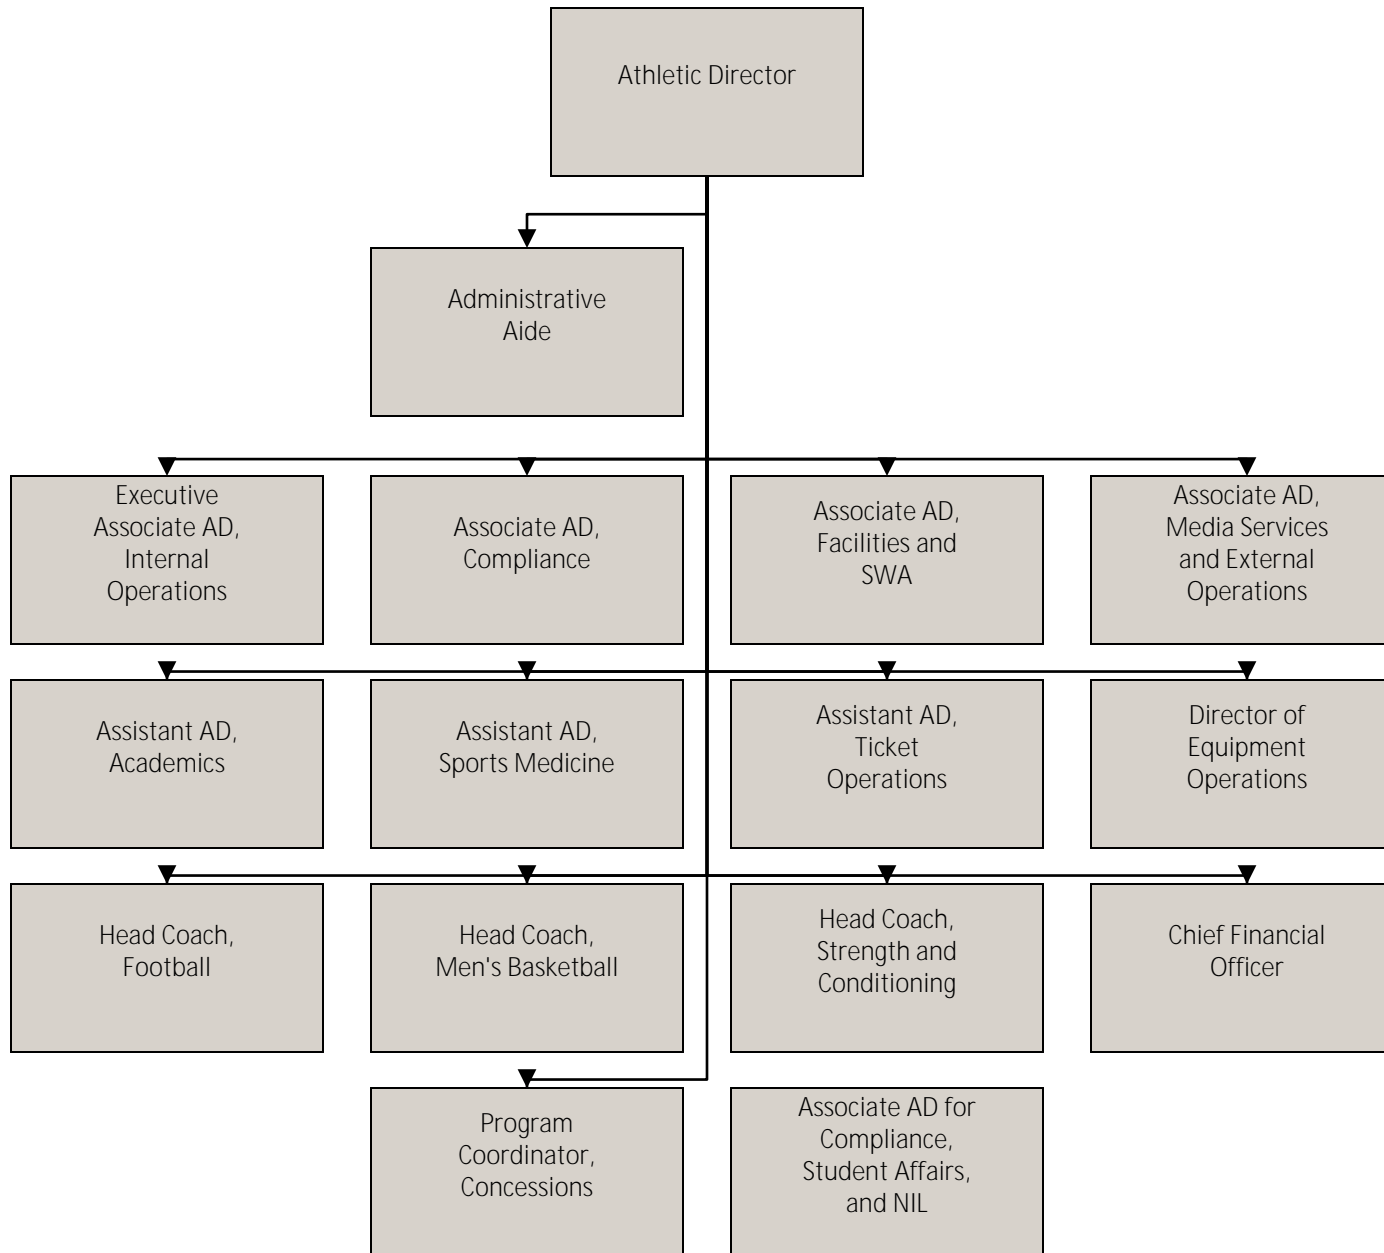 Athletic Director
Administrative
Aide
Executive
Associate AD,
Internal
Operations
Associate AD,
Compliance
Associate AD,
Facilities and
SWA
Associate AD,
Media Services
and External
Operations
Assistant AD,
Academics
Assistant AD,
Sports Medicine
Assistant AD,
Ticket
Operations
Director of
Equipment
Operations
Head Coach,
Football
Head Coach,
Men's Basketball
Head Coach,
Strength and
Conditioning
Chief Financial
Officer
Program
Coordinator,
Concessions
Associate AD for
Compliance,
Student Affairs,
and NIL